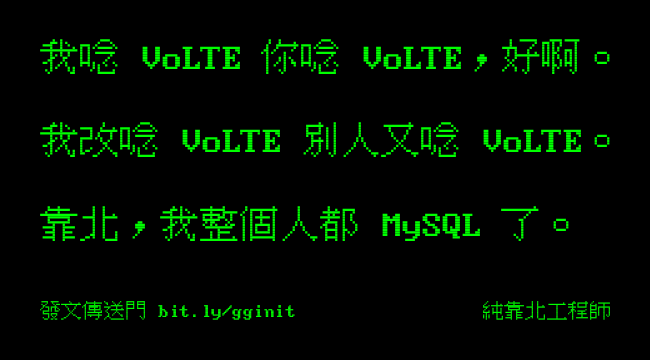 我唸 VoLTE 你唸 VoLTE，好啊。
我改唸 VoLTE 別人又唸 VoLTE。
靠北，我整個人都 MySQL 了。
發文傳送門 bit.ly/gginit
純靠北工程師